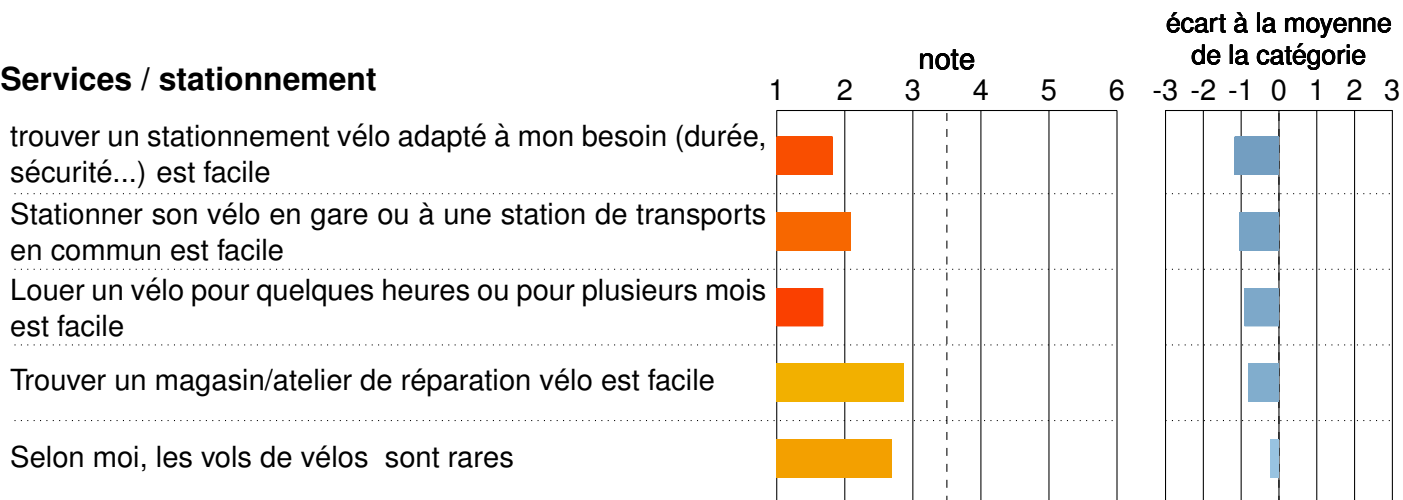 écart à la moyenne
note de la catégorie
Services / stationnement
1 2 3 4 5 6 -3 -2 -1 0 1 2 3
trouver un stationnement vélo adapté à mon besoin (durée,
sécurité...) est facile
Stationner son vélo en gare ou à une station de transports
en commun est facile
Louer un vélo pour quelques heures ou pour plusieurs mois
est facile
Trouver un magasin/atelier de réparation vélo est facile
Selon moi, les vols de vélos sont rares